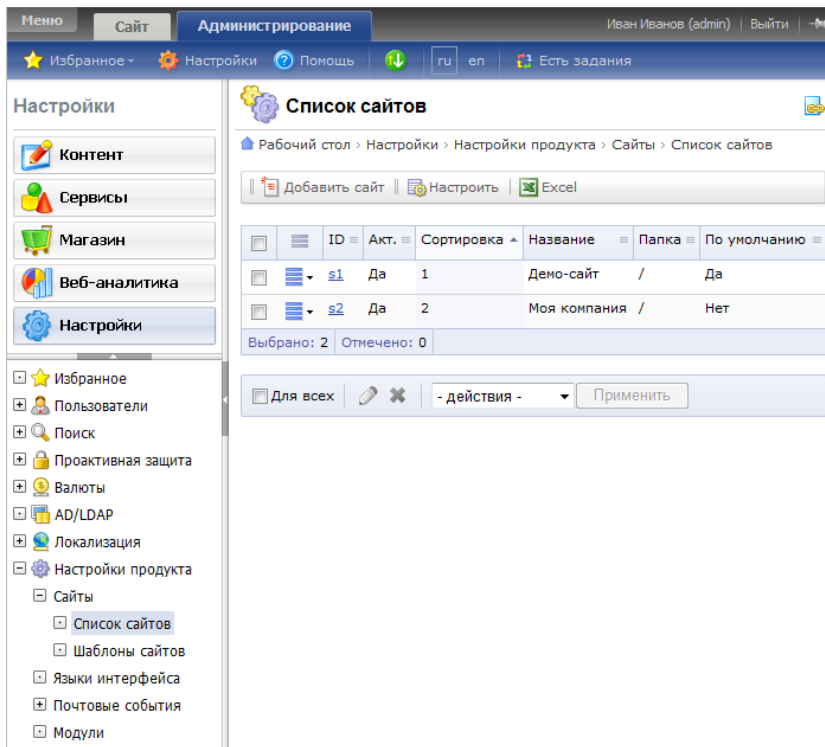 Меню Сайт Администрирование Иван Иванов (admin) Выйти
Избранное Настройки Помощь ru en Есть задания
Настройки
Контент
Сервисы
Магазин
Веб-аналитика
Настройки
Избранное
Пользователи
Поиск
Проактивная защита
Валюты
AD/LDAP
Локализация
Настройки продукта
Сайты
Список сайтов
Шаблоны сайтов
Языки интерфейса
Почтовые события
Модули
Список сайтов
Рабочий стол › Настройки › Настройки продукта › Сайты › Список сайтов
Добавить сайт Настроить Excel
ID Акт. Сортировка Название Папка По умолчанию
s1 Да 1 Демо-сайт / Да
s2 Да 2 Моя компания / Нет
Выбрано: 2 Отмечено: 0
Для всех - действия - Применить